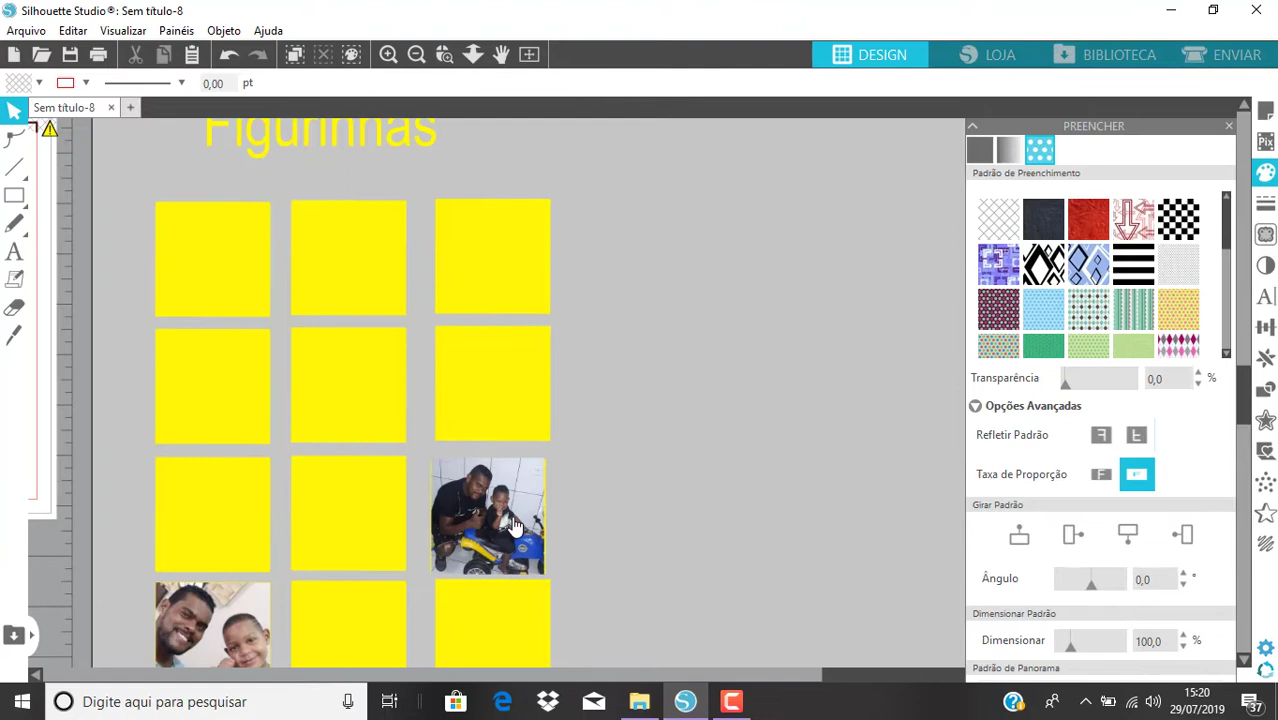 Silhouette Studio®: Sem título-8
Arquivo Editar Visualizar Painéis Objeto Ajuda
DESIGN LOJA BIBLIOTECA ENVIAR
0,00 pt
Sem título-8
Figurinhas
PREENCHER
Padrão de Preenchimento
Transparência 0,0 %
Opções Avançadas
Refletir Padrão
Taxa de Proporção
Girar Padrão
Ângulo 0,0 °
Dimensionar Padrão
Dimensionar 100,0 %
Padrão de Panorama
Digite aqui para pesquisar
15:20
29/07/2019
37